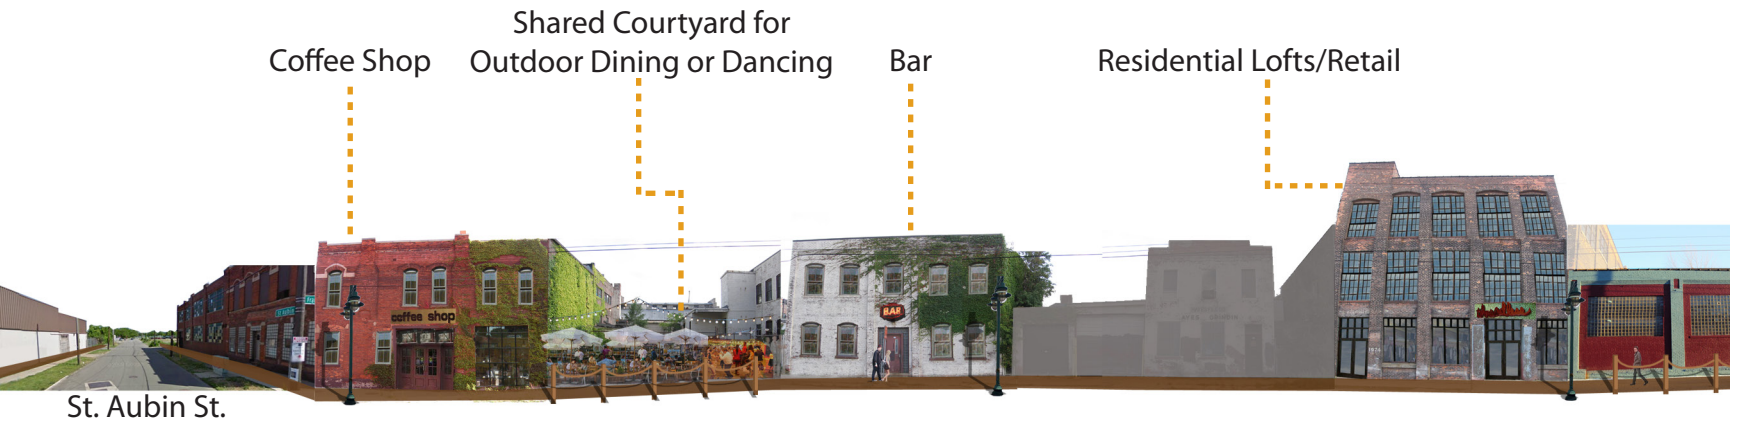 Shared Courtyard for
Coffee Shop
Outdoor Dining or Dancing
Bar
Residential Lofts/Retail
coffee shop
BAR
St. Aubin St.